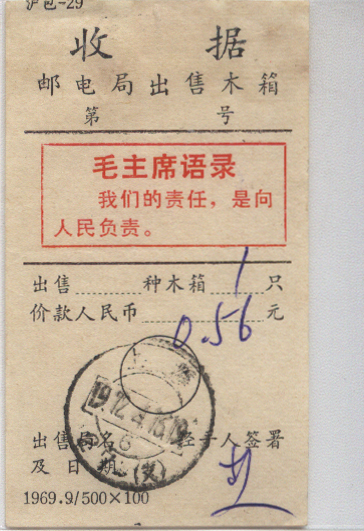 沪包-29
收 据
邮电局出售木箱
第 号
毛主席语录
我们的责任，是向
人民负责。
出售 种木箱 1 只
价款人民币 0.56 元
出售局名 经手人签署
及日期
1969.9/500×100